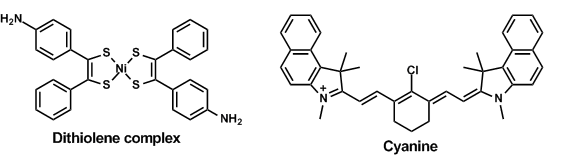 H₂N
S S
Ni
S S
NH₂
Dithiolene complex
Cl
N+ N
Cyanine